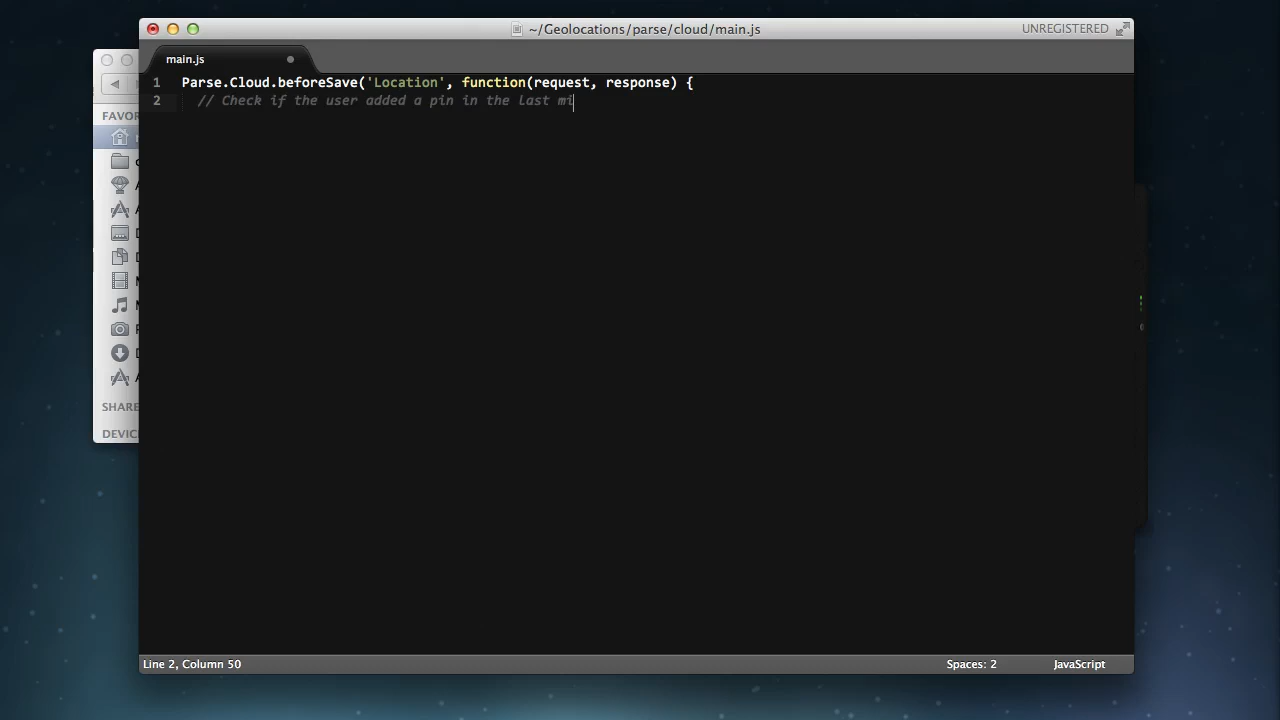 ~/Geolocations/parse/cloud/main.js
UNREGISTERED
main.js
1 Parse.Cloud.beforeSave('Location', function(request, response) {
2 // Check if the user added a pin in the last mi
FAVOR
SHARE
DEVIC
Line 2, Column 50
Spaces: 2
JavaScript